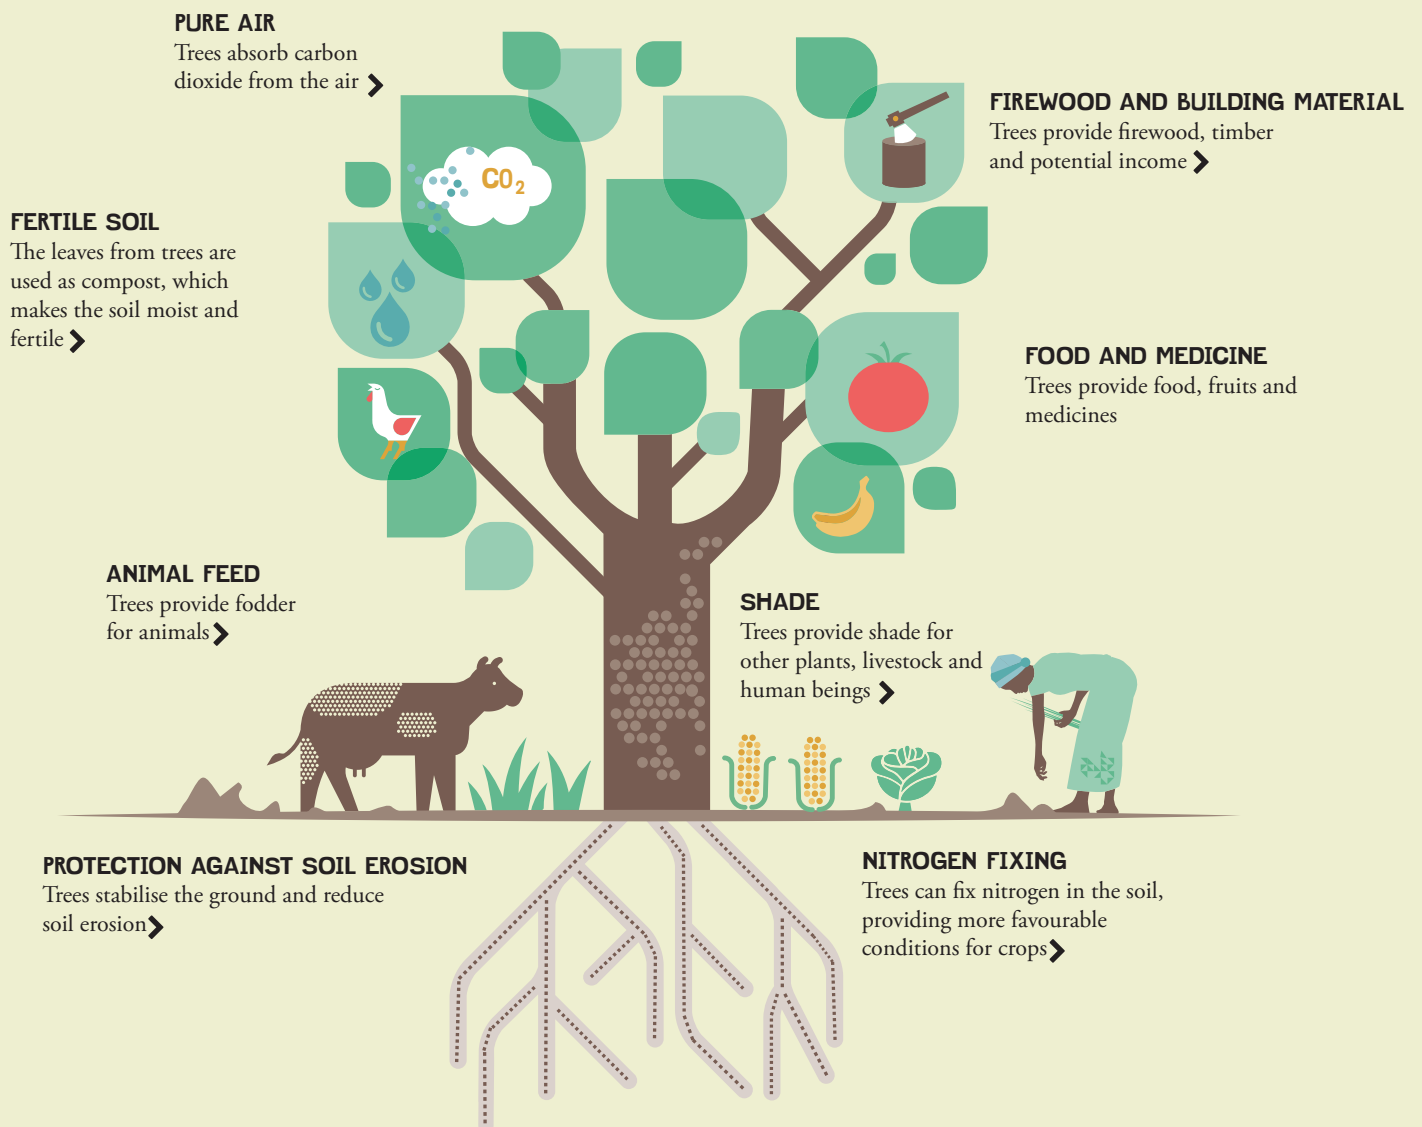 PURE AIR
Trees absorb carbon
dioxide from the air
CO2
FIREWOOD AND BUILDING MATERIAL
Trees provide firewood, timber
and potential income
FERTILE SOIL
The leaves from trees are
used as compost, which
makes the soil moist and
fertile
FOOD AND MEDICINE
Trees provide food, fruits and
medicines
ANIMAL FEED
Trees provide fodder
for animals
SHADE
Trees provide shade for
other plants, livestock and
human beings
PROTECTION AGAINST SOIL EROSION
Trees stabilise the ground and reduce
soil erosion
NITROGEN FIXING
Trees can fix nitrogen in the soil,
providing more favourable
conditions for crops